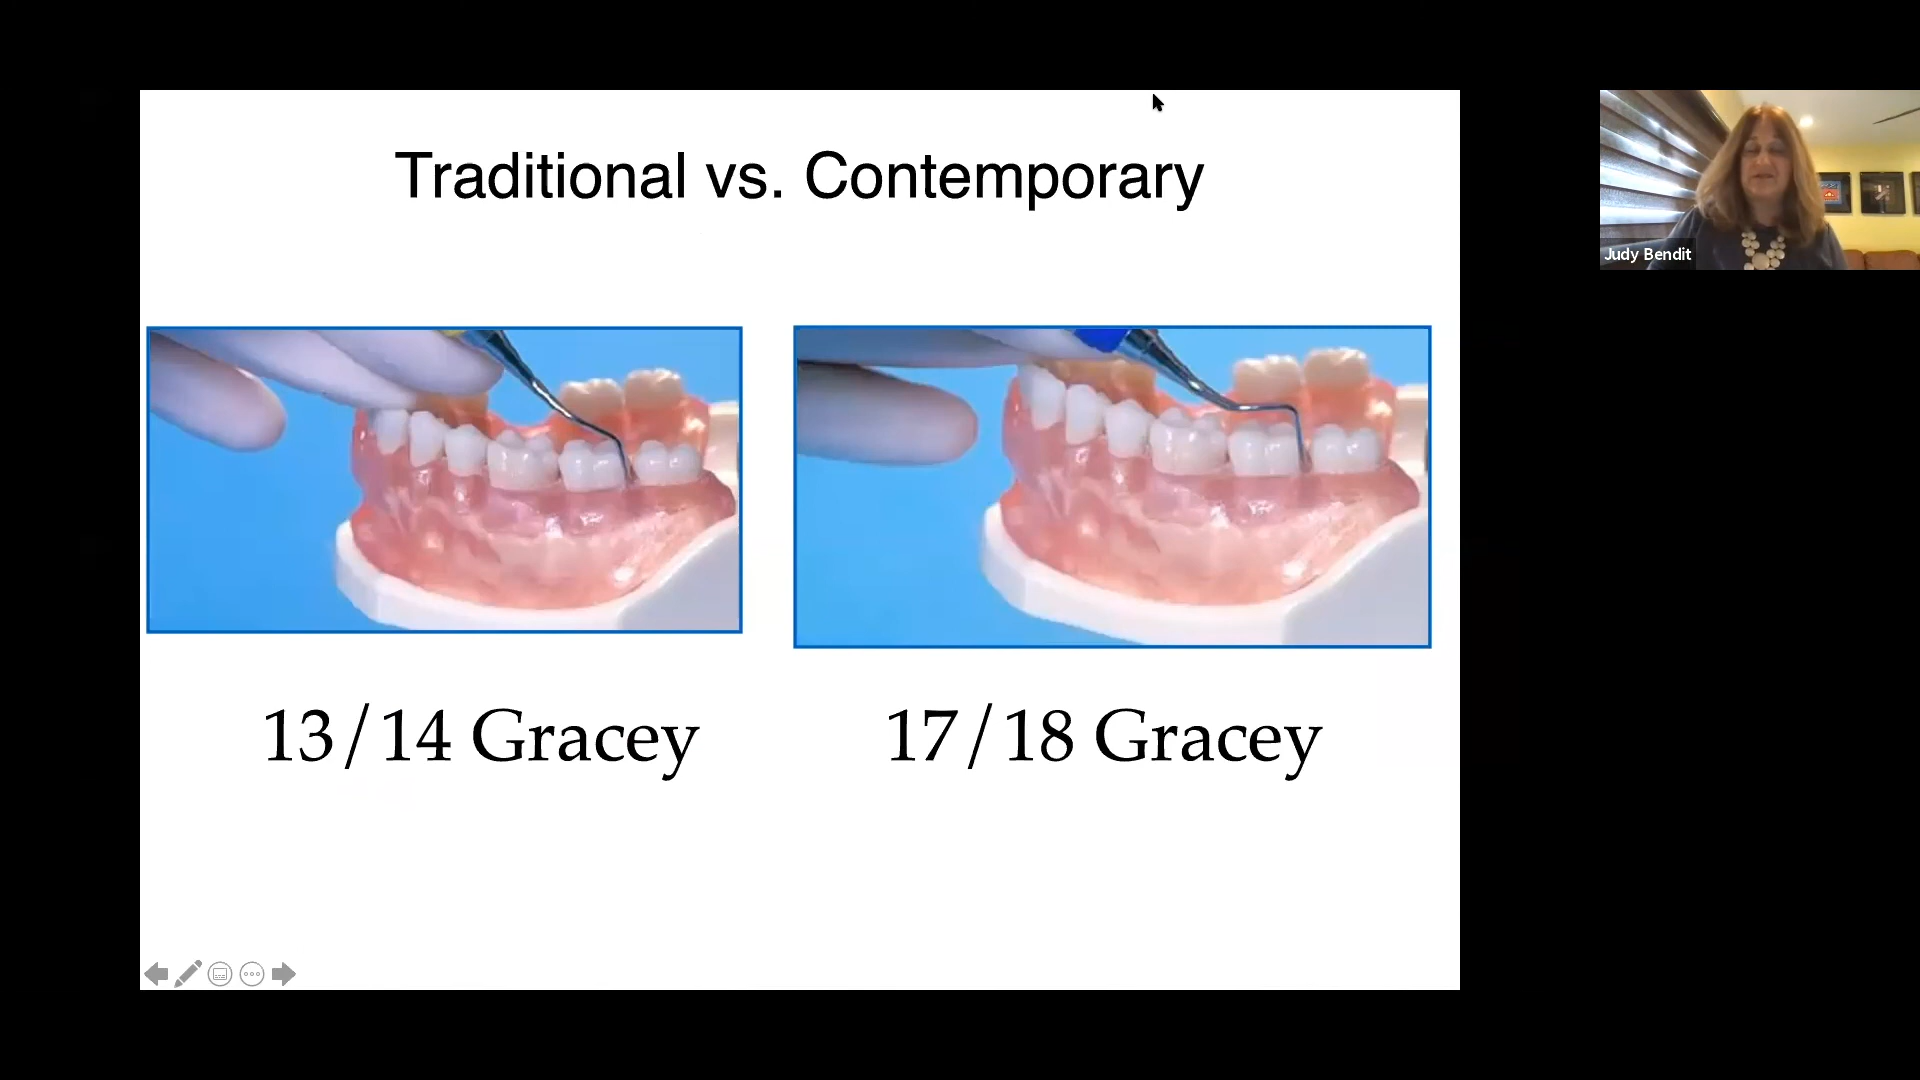 Traditional vs. Contemporary
Judy Bendit
13/14 Gracey
17/18 Gracey